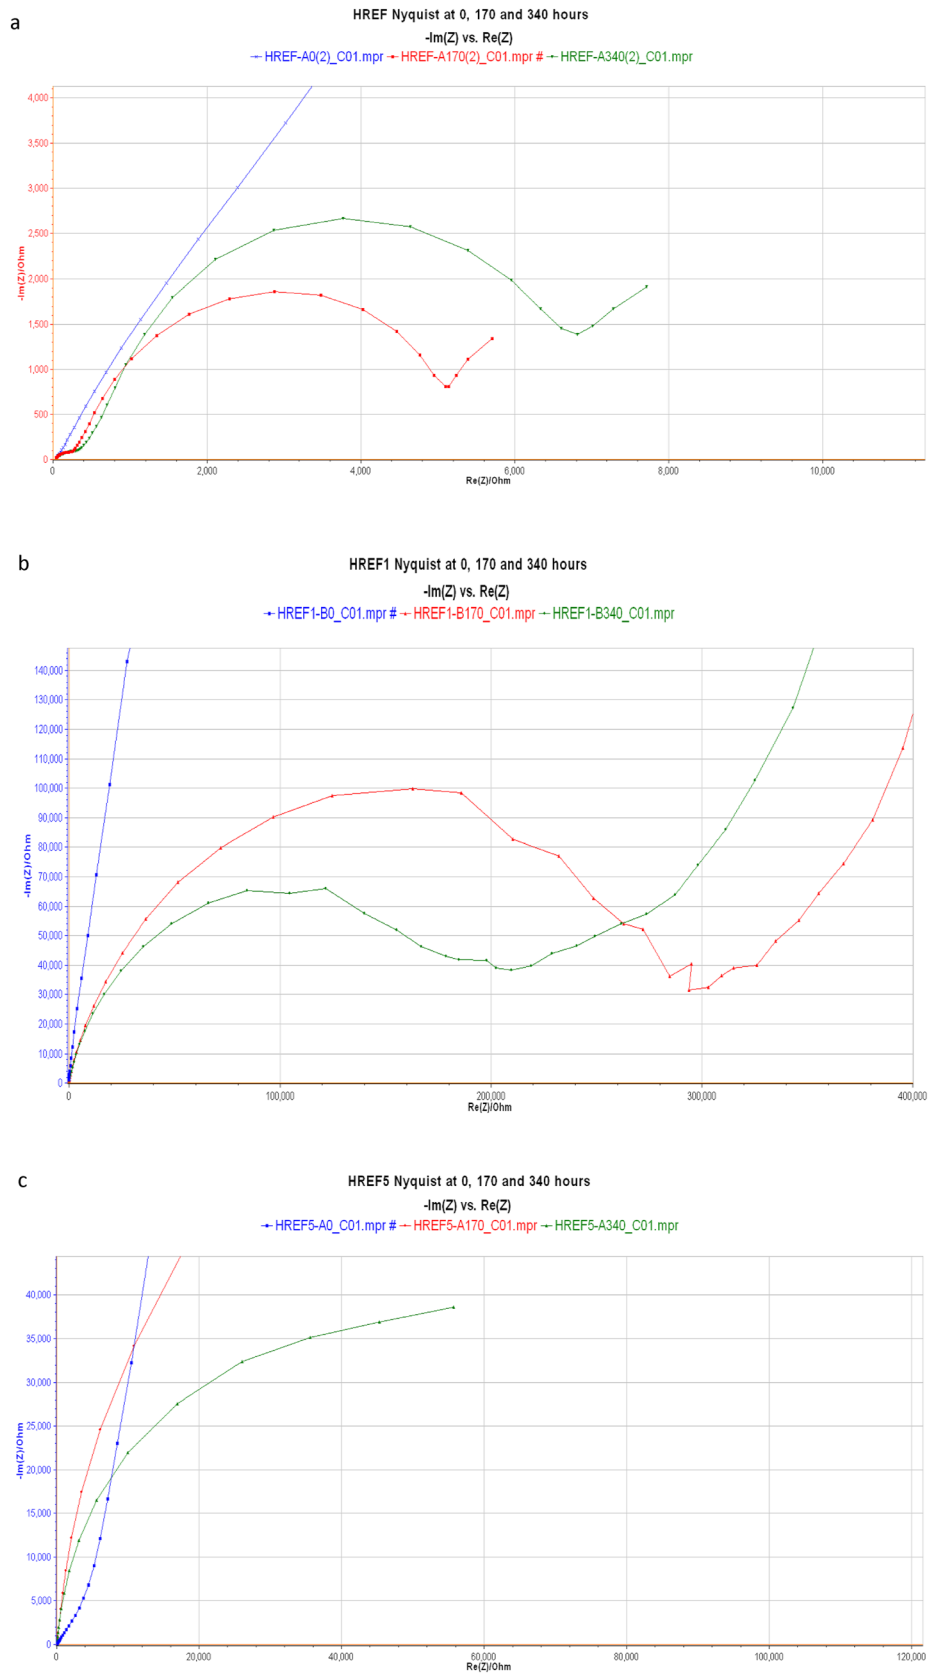 a
HREF Nyquist at 0, 170 and 340 hours
-Im(Z) vs. Re(Z)
HREF-A0(2)_C01.mpr HREF-A170(2)_C01.mpr # HREF-A340(2)_C01.mpr
4,000
3,500
3,000
2,500
2,000
1,500
1,000
500
0
-Im(Z)/Ohm
0 2,000 4,000 6,000 8,000 10,000
Re(Z)/Ohm
b
HREF1 Nyquist at 0, 170 and 340 hours
-Im(Z) vs. Re(Z)
HREF1-B0_C01.mpr # HREF1-B170_C01.mpr HREF1-B340_C01.mpr
140,000
130,000
120,000
110,000
100,000
90,000
80,000
70,000
60,000
50,000
40,000
30,000
20,000
10,000
0
-Im(Z)/Ohm
0 100,000 200,000 300,000 400,000
Re(Z)/Ohm
c
HREF5 Nyquist at 0, 170 and 340 hours
-Im(Z) vs. Re(Z)
HREF5-A0_C01.mpr # HREF5-A170_C01.mpr HREF5-A340_C01.mpr
40,000
35,000
30,000
25,000
20,000
15,000
10,000
5,000
0
-Im(Z)/Ohm
0 20,000 40,000 60,000 80,000 100,000 120,000
Re(Z)/Ohm